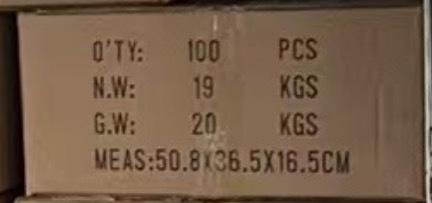 Q'TY: 100 PCS
N.W: 19 KGS
G.W: 20 KGS
MEAS:50.8X36.5X16.5CM